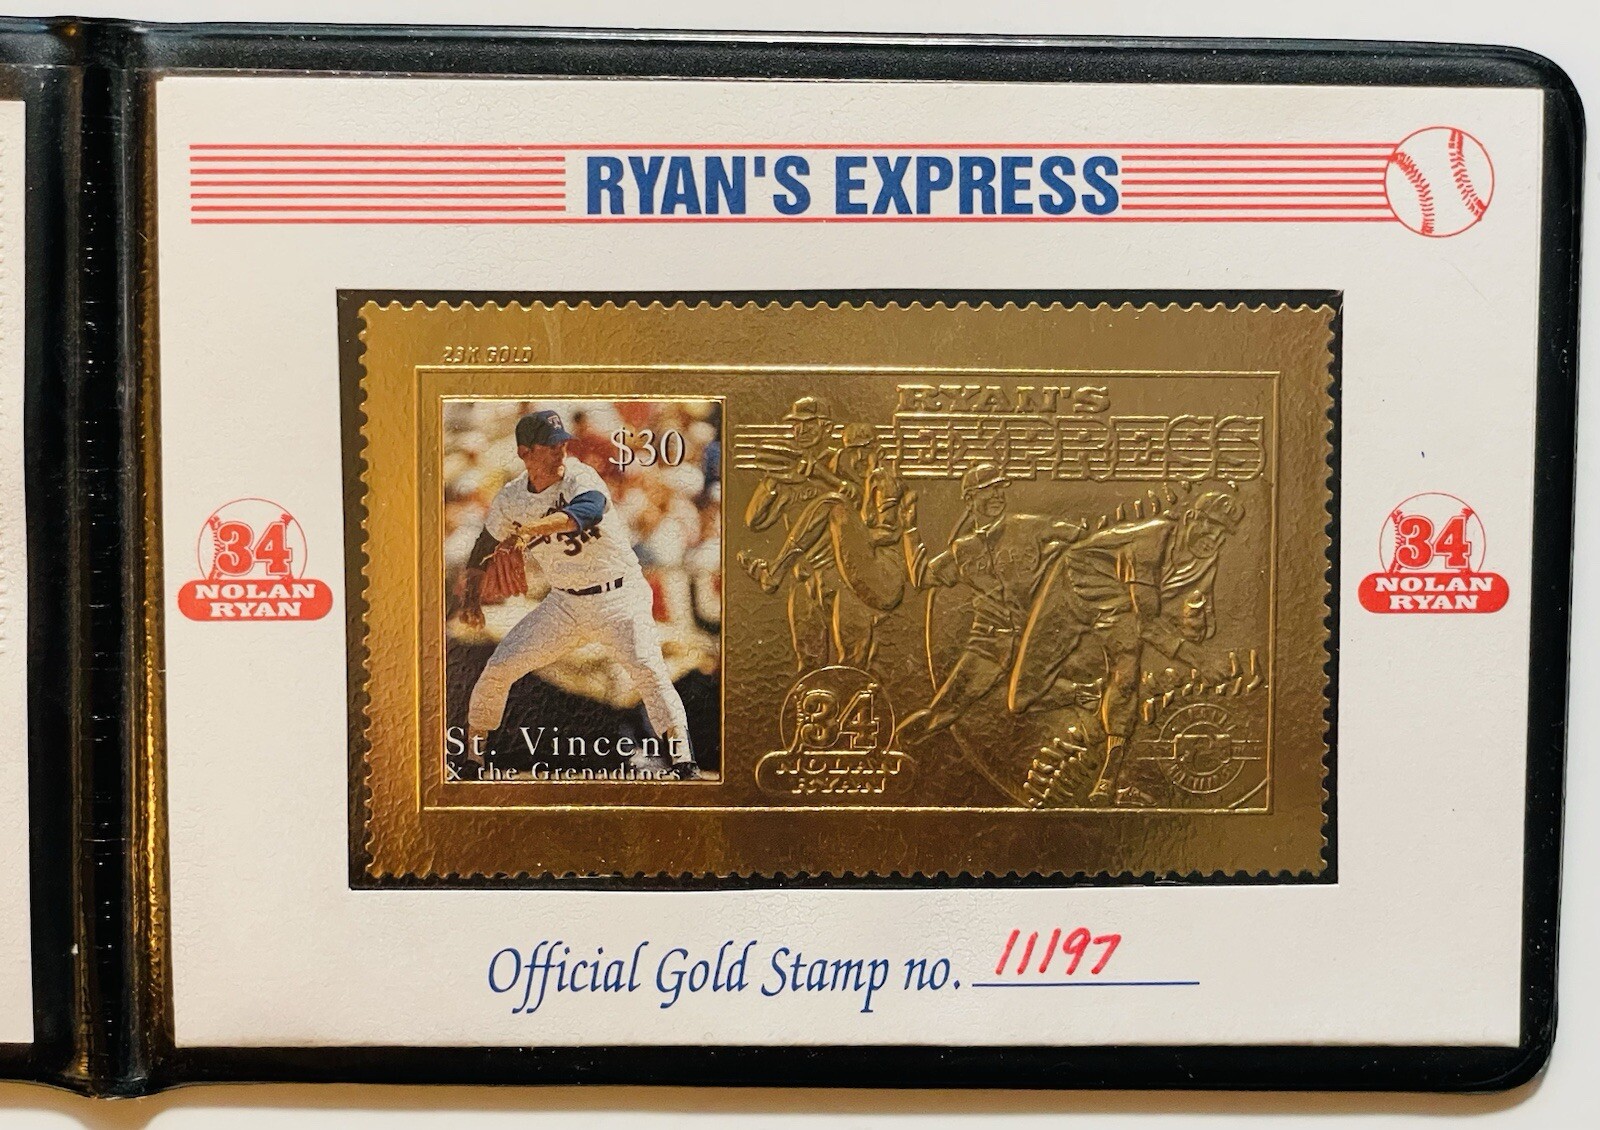 RYAN'S EXPRESS
23K GOLD
$30
St. Vincent
& the Grenadines
RYAN'S
EXPRESS
34
NOLAN
RYAN
34
NOLAN
RYAN
34
NOLAN
RYAN
Official Gold Stamp no. 11197